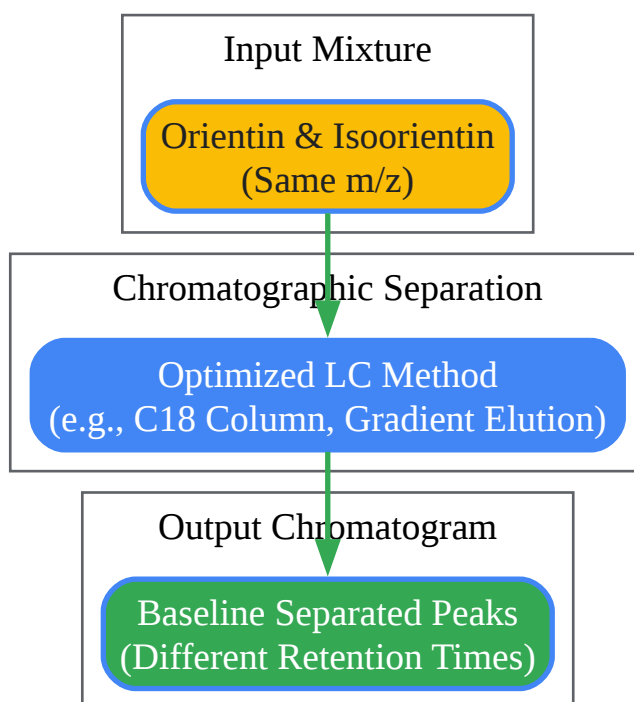 Input Mixture
Orientin & Isoorientin
(Same m/z)
Chromatographic Separation
Optimized LC Method
(e.g., C18 Column, Gradient Elution)
Output Chromatogram
Baseline Separated Peaks
(Different Retention Times)